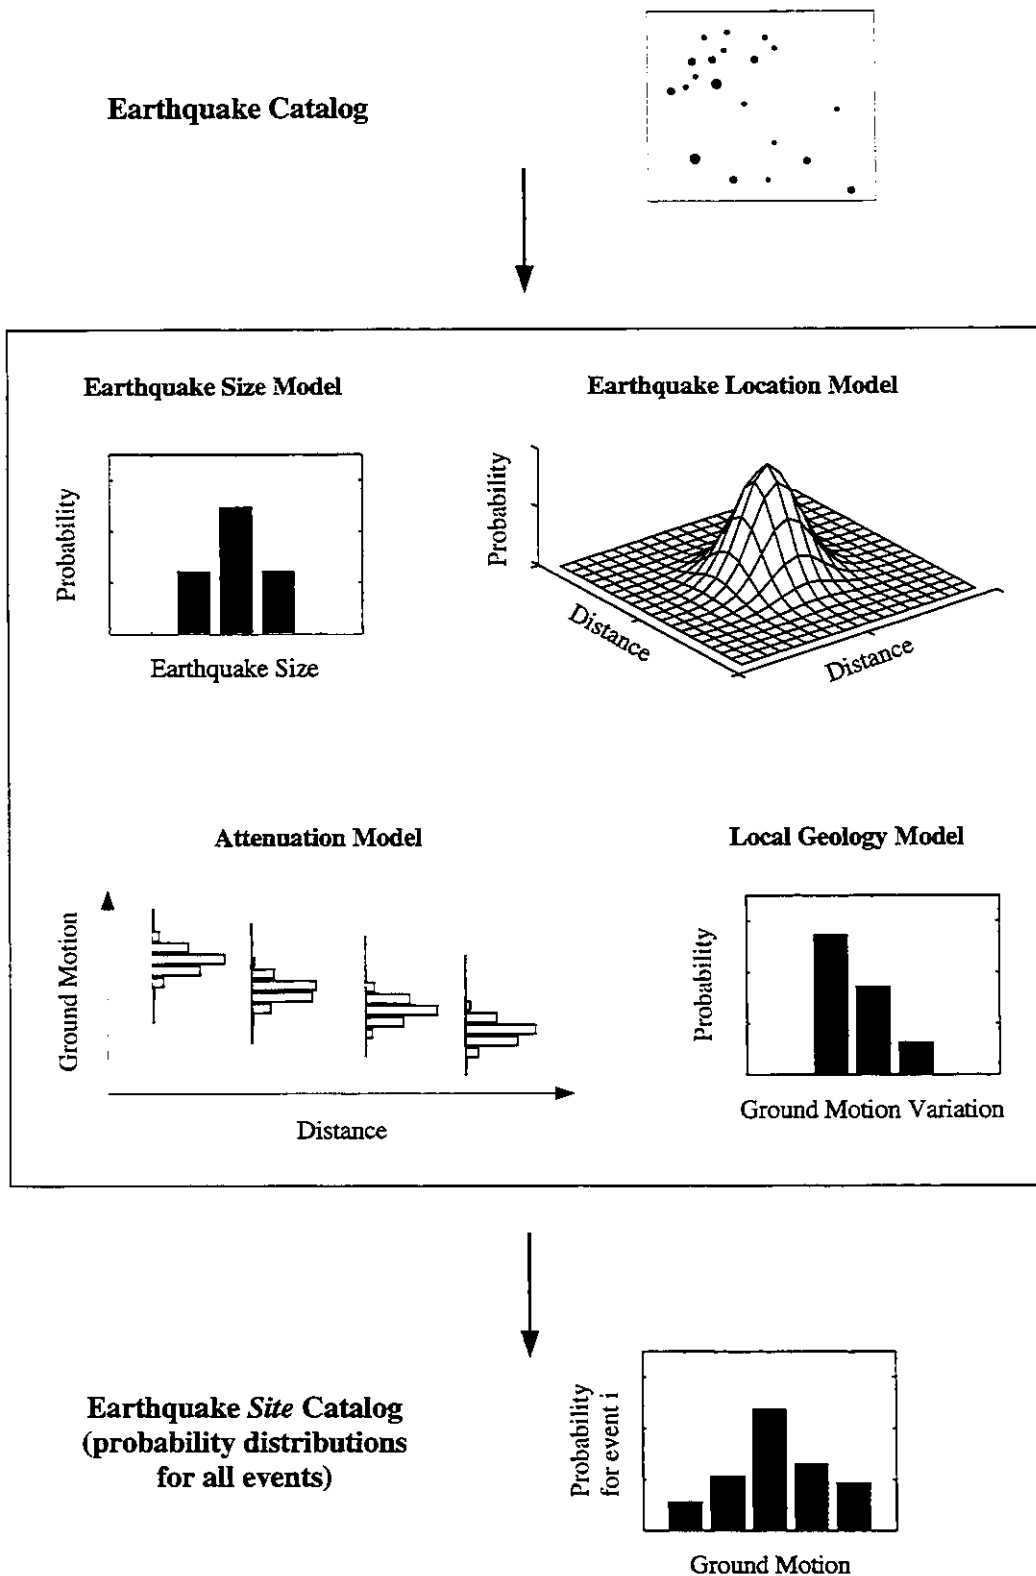 Earthquake Catalog
Earthquake Size Model
Probability
Earthquake Size
Earthquake Location Model
Probability
Distance
Distance
Attenuation Model
Ground Motion
Distance
Local Geology Model
Probability
Ground Motion Variation
Earthquake Site Catalog
(probability distributions
for all events)
Probability
for event i
Ground Motion